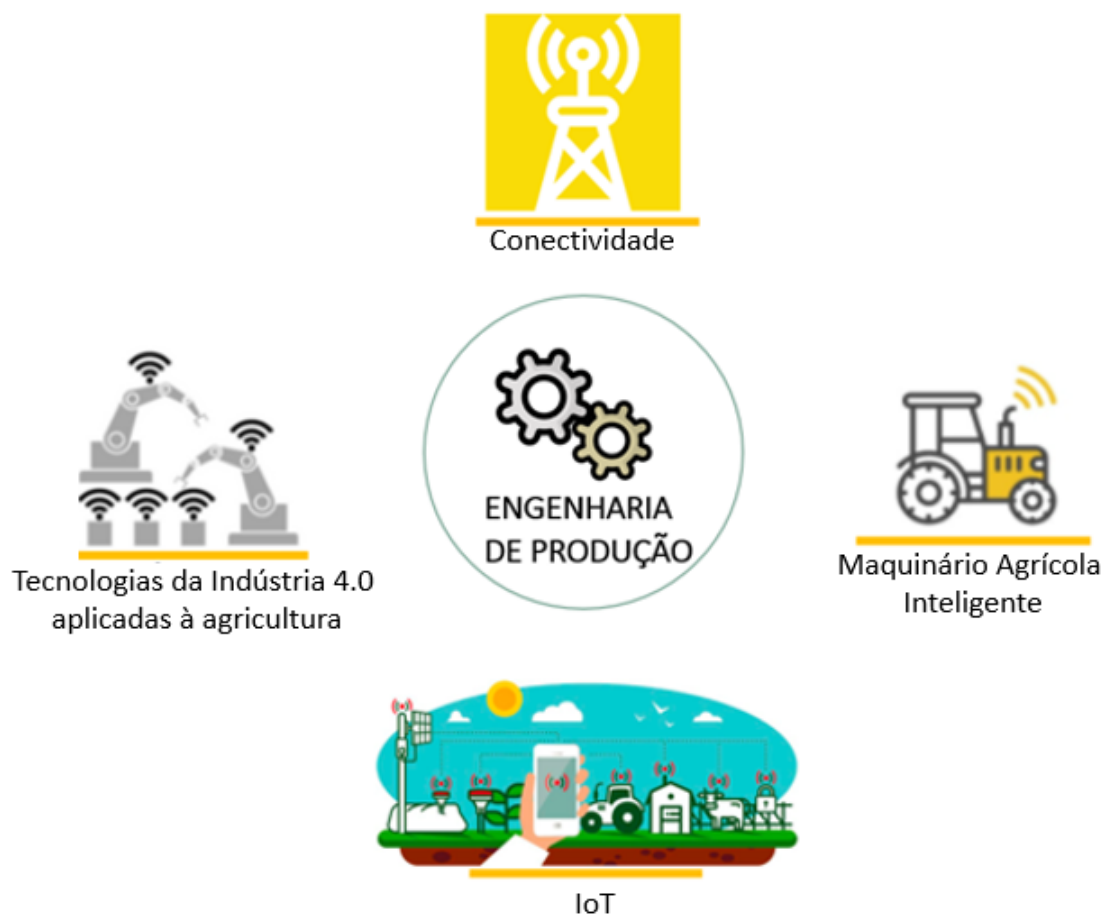 Conectividade
ENGENHARIA
DE PRODUÇÃO
Tecnologias da Indústria 4.0
aplicadas à agricultura
Maquinário Agrícola
Inteligente
IoT